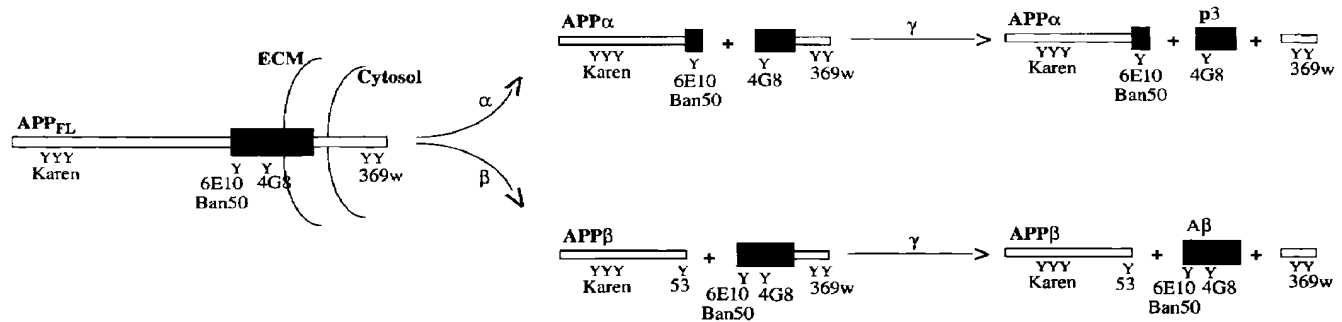 ECM
Cytosol
APPFL
YYY
Karen
Y
6E10
Ban50
Y
4G8
YY
369w
α
β
APPα
YYY
Karen
+
Y
6E10
Ban50
Y
4G8
YY
369w
γ
APPα
YYY
Karen
+
Y
6E10
Ban50
p3
Y
4G8
+
YY
369w
APPβ
YYY
Karen
Y
53
+
Y Y
6E10 4G8
Ban50
YY
369w
γ
APPβ
YYY
Karen
Y
53
+
Aβ
Y Y
6E10 4G8
Ban50
+
YY
369w